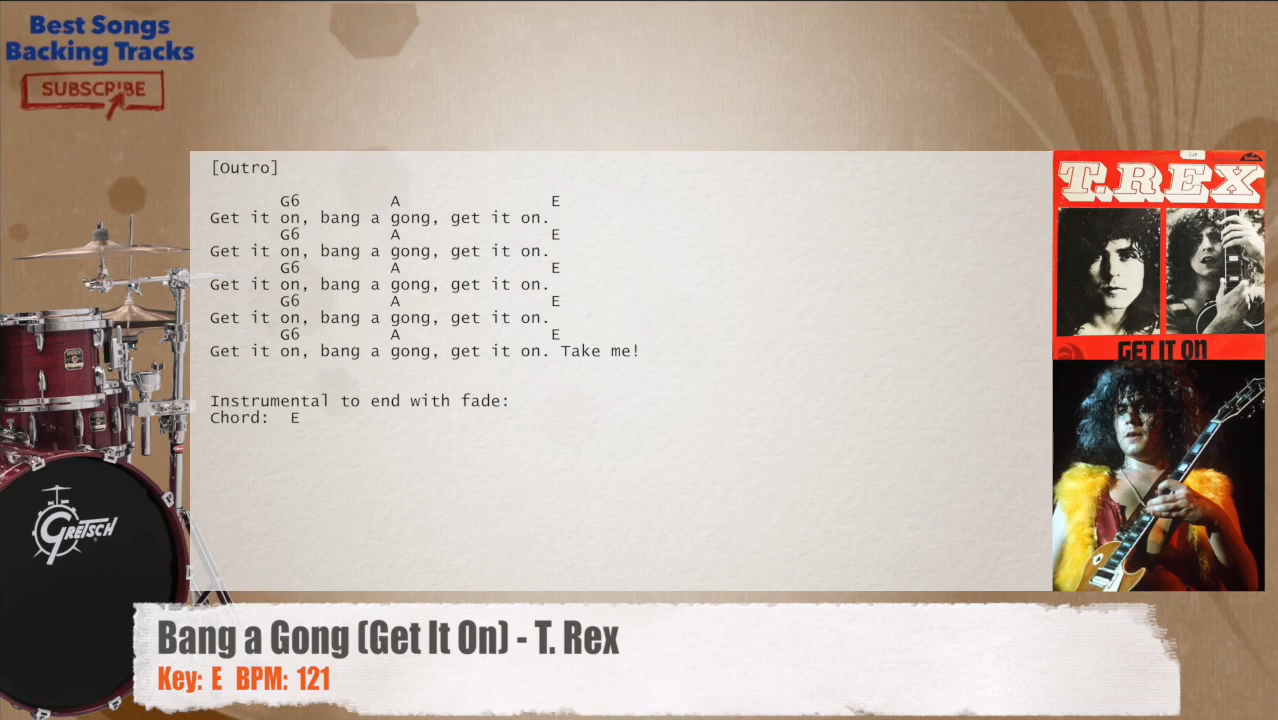 Best Songs
Backing Tracks
SUBSCRIBE
[Outro]
G6 A E
Get it on, bang a gong, get it on.
G6 A E
Get it on, bang a gong, get it on.
G6 A E
Get it on, bang a gong, get it on.
G6 A E
Get it on, bang a gong, get it on.
G6 A E
Get it on, bang a gong, get it on. Take me!
Instrumental to end with fade:
Chord: E
T.REX
GET IT ON
GRETSCH
Bang a Gong (Get It On) - T. Rex
Key: E BPM: 121